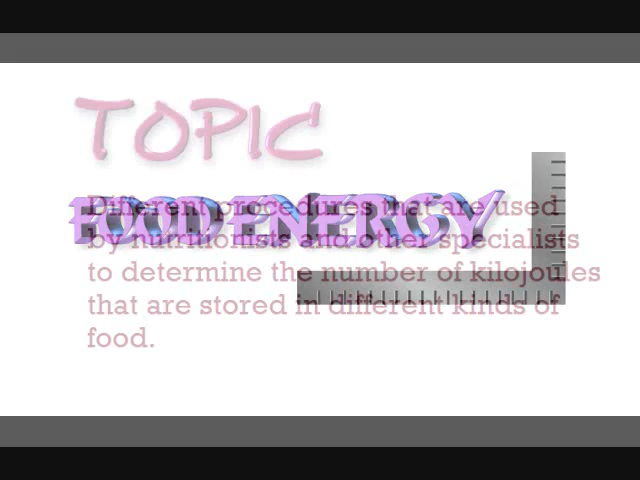 TOPIC
FOOD ENERGY
Different procedures that are used
by nutritionists and other specialists
to determine the number of kilojoules
that are stored in different kinds of
food.